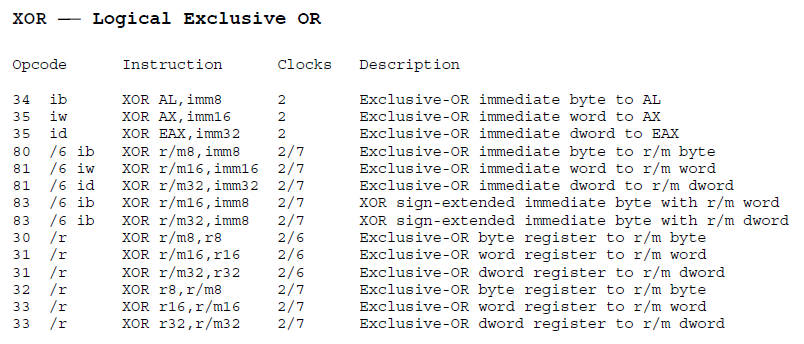 XOR — Logical Exclusive OR
Opcode Instruction Clocks Description
34 ib XOR AL,imm8 2 Exclusive-OR immediate byte to AL
35 iw XOR AX,imm16 2 Exclusive-OR immediate word to AX
35 id XOR EAX,imm32 2 Exclusive-OR immediate dword to EAX
80 /6 ib XOR r/m8,imm8 2/7 Exclusive-OR immediate byte to r/m byte
81 /6 iw XOR r/m16,imm16 2/7 Exclusive-OR immediate word to r/m word
81 /6 id XOR r/m32,imm32 2/7 Exclusive-OR immediate dword to r/m dword
83 /6 ib XOR r/m16,imm8 2/7 XOR sign-extended immediate byte with r/m word
83 /6 ib XOR r/m32,imm8 2/7 XOR sign-extended immediate byte with r/m dword
30 /r XOR r/m8,r8 2/6 Exclusive-OR byte register to r/m byte
31 /r XOR r/m16,r16 2/6 Exclusive-OR word register to r/m word
31 /r XOR r/m32,r32 2/6 Exclusive-OR dword register to r/m dword
32 /r XOR r8,r/m8 2/7 Exclusive-OR byte register to r/m byte
33 /r XOR r16,r/m16 2/7 Exclusive-OR word register to r/m word
33 /r XOR r32,r/m32 2/7 Exclusive-OR dword register to r/m dword